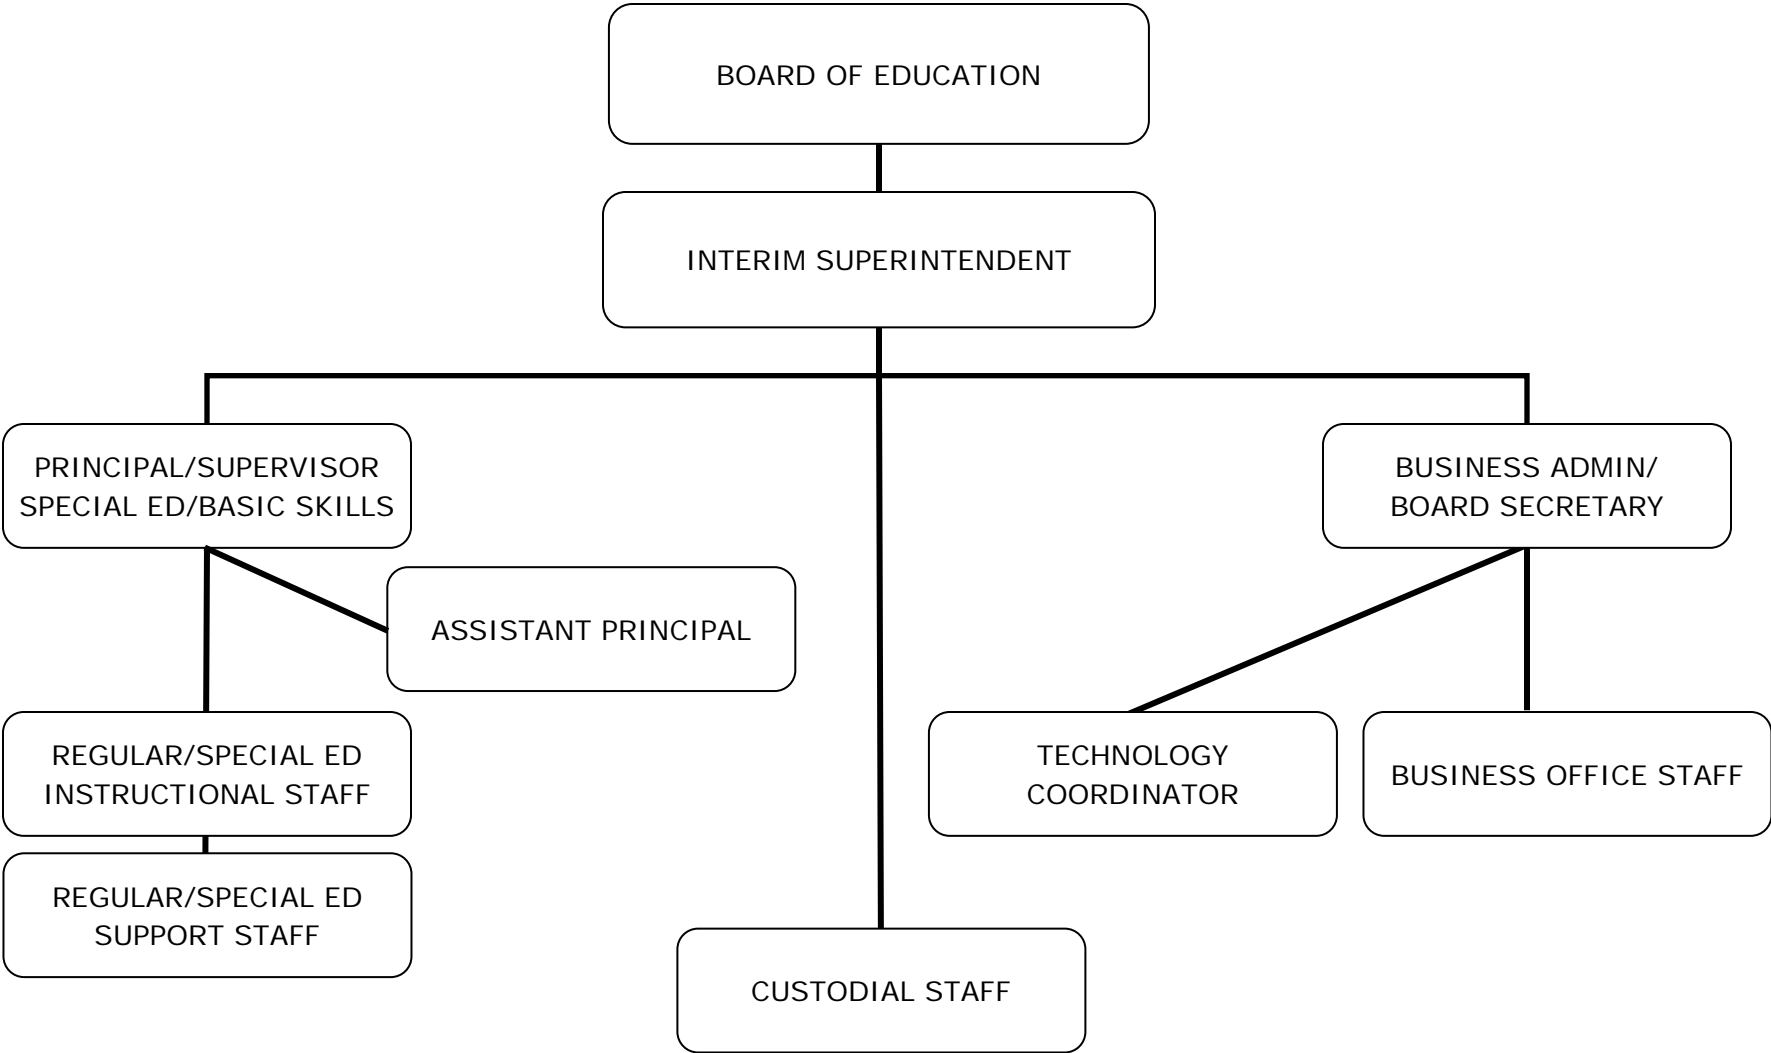 BOARD OF EDUCATION
INTERIM SUPERINTENDENT
PRINCIPAL/SUPERVISOR
SPECIAL ED/BASIC SKILLS
BUSINESS ADMIN/
BOARD SECRETARY
ASSISTANT PRINCIPAL
REGULAR/SPECIAL ED
INSTRUCTIONAL STAFF
TECHNOLOGY
COORDINATOR
BUSINESS OFFICE STAFF
REGULAR/SPECIAL ED
SUPPORT STAFF
CUSTODIAL STAFF